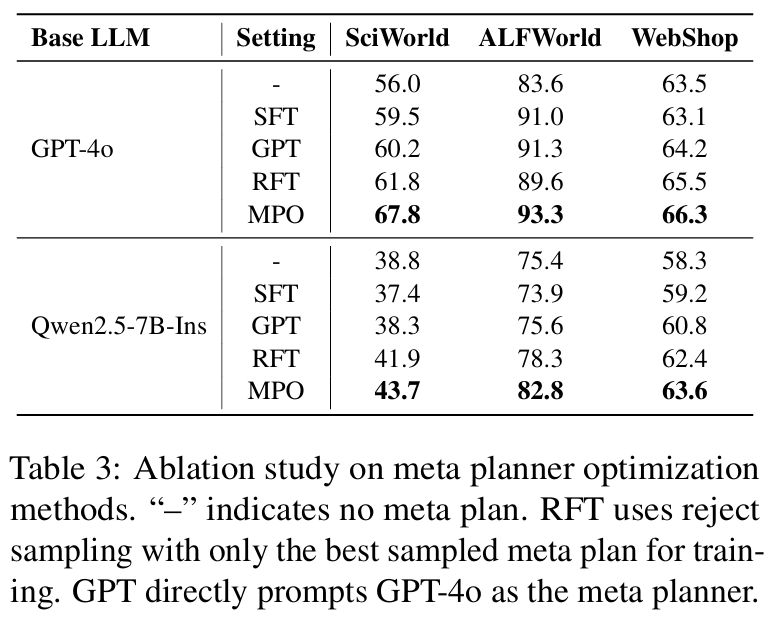 Base LLM Setting SciWorld ALFWorld WebShop
- 56.0 83.6 63.5
SFT 59.5 91.0 63.1
GPT-4o GPT 60.2 91.3 64.2
RFT 61.8 89.6 65.5
MPO 67.8 93.3 66.3
- 38.8 75.4 58.3
SFT 37.4 73.9 59.2
Qwen2.5-7B-Ins GPT 38.3 75.6 60.8
RFT 41.9 78.3 62.4
MPO 43.7 82.8 63.6
Table 3: Ablation study on meta planner optimization
methods. “–” indicates no meta plan. RFT uses reject
sampling with only the best sampled meta plan for train-
ing. GPT directly prompts GPT-4o as the meta planner.